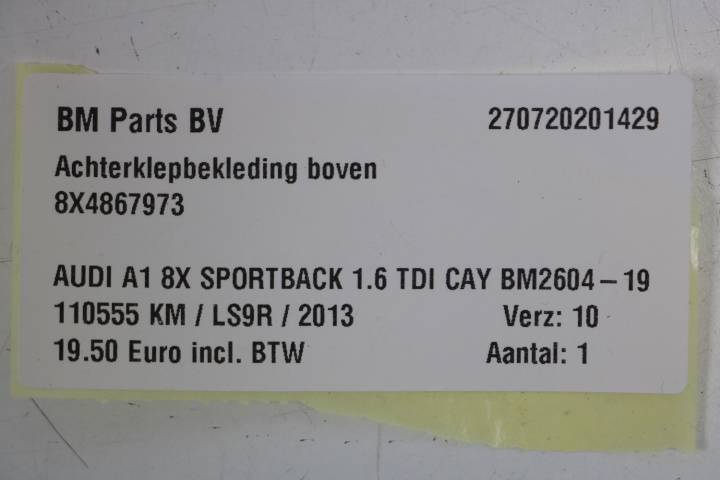 BM Parts BV 270720201429
Achterklepbekleding boven
8X4867973
AUDI A1 8X SPORTBACK 1.6 TDI CAY BM2604-19
110555 KM / LS9R / 2013 Verz: 10
19.50 Euro incl. BTW Aantal: 1